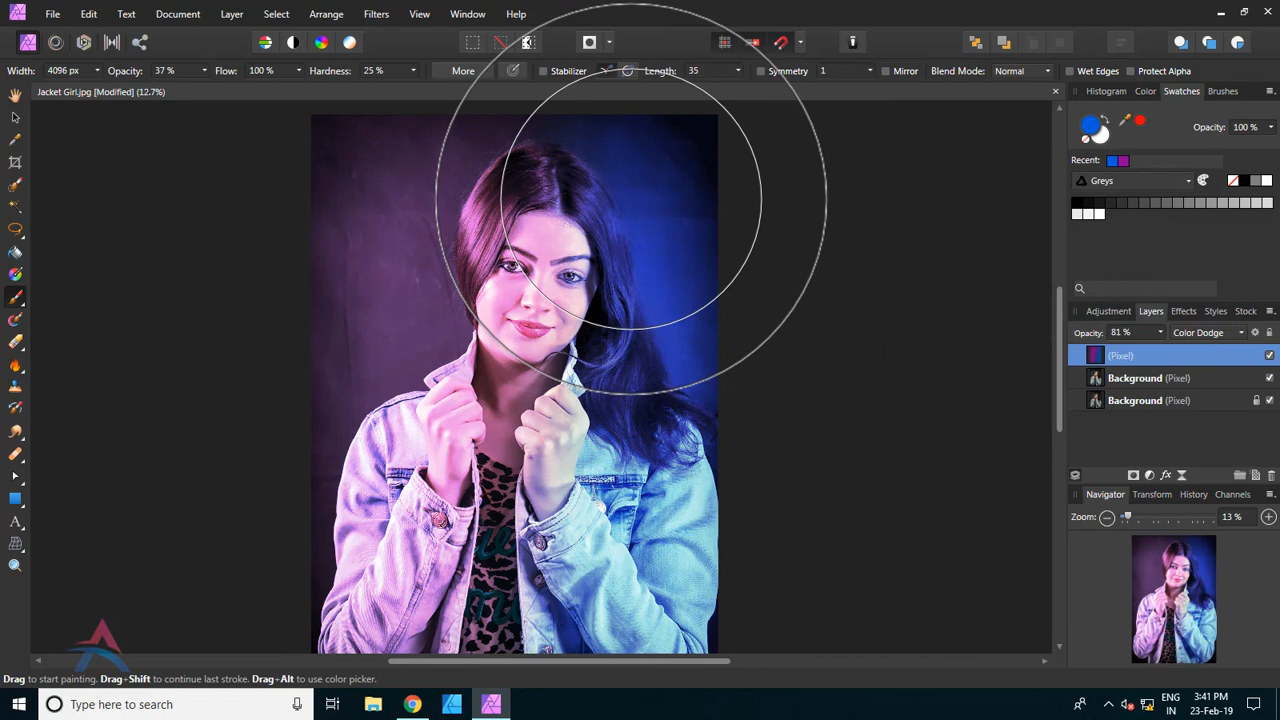 File Edit Text Document Layer Select Arrange Filters View Window Help
Width: 4096 px Opacity: 37 % Flow: 100 % Hardness: 25 % More Stabilizer Length: 35 Symmetry 1 Mirror Blend Mode: Normal Wet Edges Protect Alpha
Jacket Girl.jpg [Modified] (12.7%)
Histogram Color Swatches Brushes
Opacity: 100 %
Recent:
Greys
Adjustment Layers Effects Styles Stock
Opacity: 81 % Color Dodge
(Pixel)
Background (Pixel)
Background (Pixel)
Navigator Transform History Channels
Zoom: 13 %
Drag to start painting. Drag+Shift to continue last stroke. Drag+Alt to use color picker.
Type here to search
ENG
IN
3:41 PM
23-Feb-19